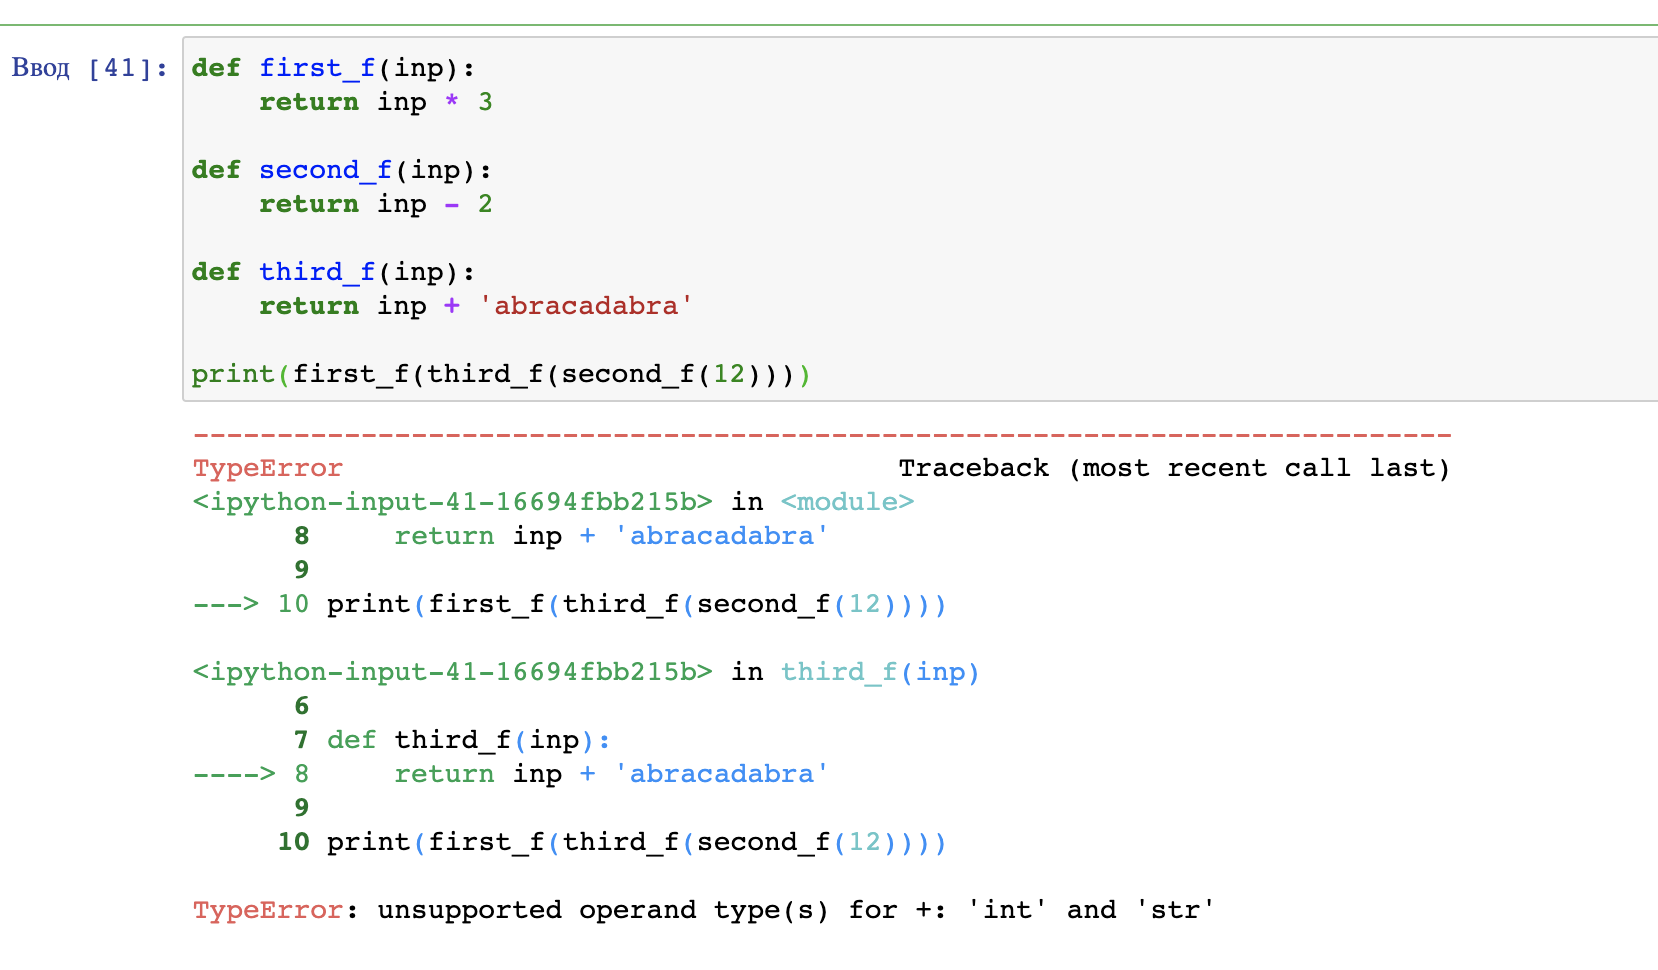 Ввод [41]: def first_f(inp):
    return inp * 3

def second_f(inp):
    return inp - 2

def third_f(inp):
    return inp + 'abracadabra'

print(first_f(third_f(second_f(12))))
---------------------------------------------------------------------------
TypeError                                 Traceback (most recent call last)
<ipython-input-41-16694fbb215b> in <module>
      8     return inp + 'abracadabra'
      9
---> 10 print(first_f(third_f(second_f(12))))

<ipython-input-41-16694fbb215b> in third_f(inp)
      6
      7 def third_f(inp):
----> 8     return inp + 'abracadabra'
      9
     10 print(first_f(third_f(second_f(12))))

TypeError: unsupported operand type(s) for +: 'int' and 'str'